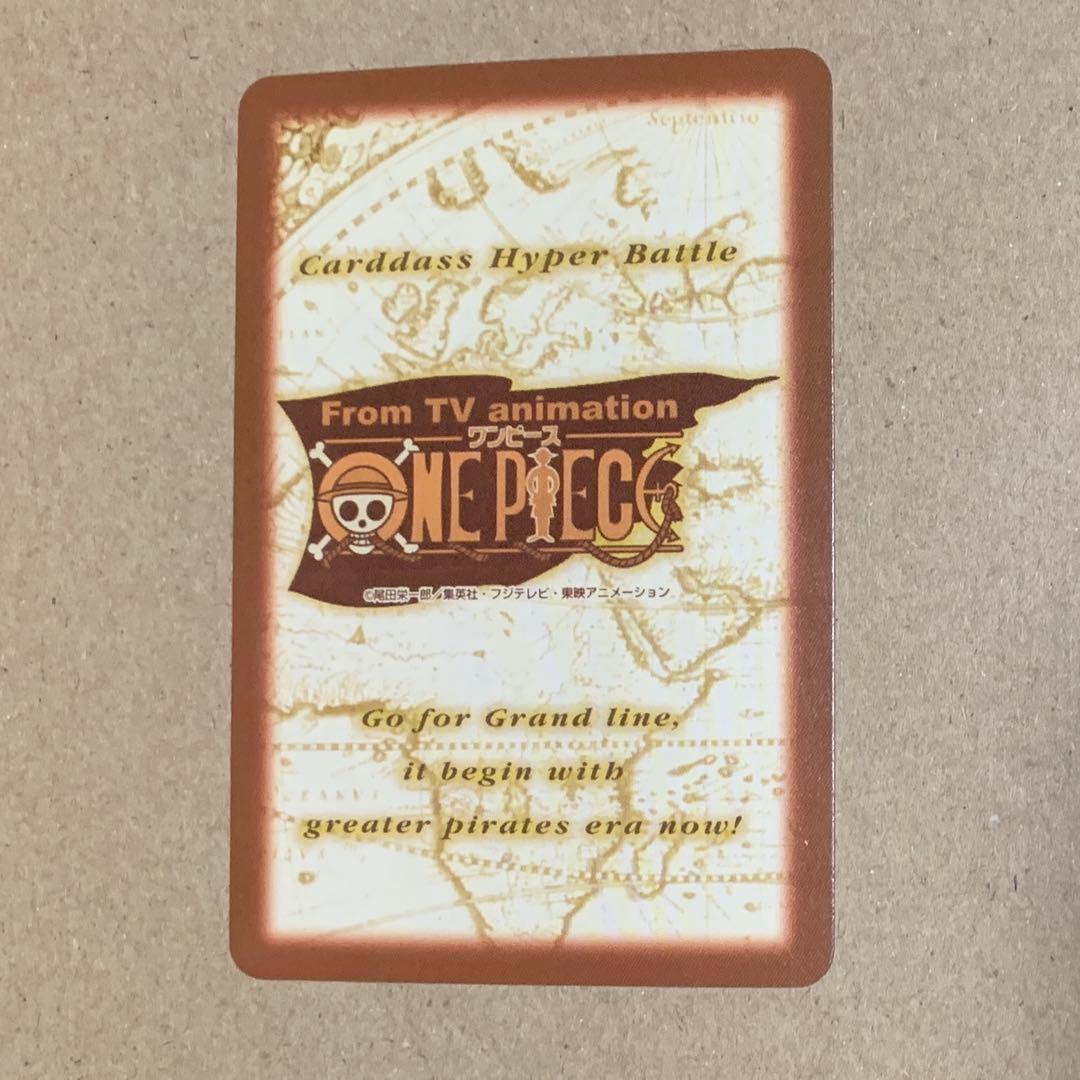 Septentrio
Carddass Hyper Battle
From TV animation
ワンピース
ONE PIECE
©尾田栄一郎／集英社・フジテレビ・東映アニメーション
Go for Grand line,
it begin with
greater pirates era now!